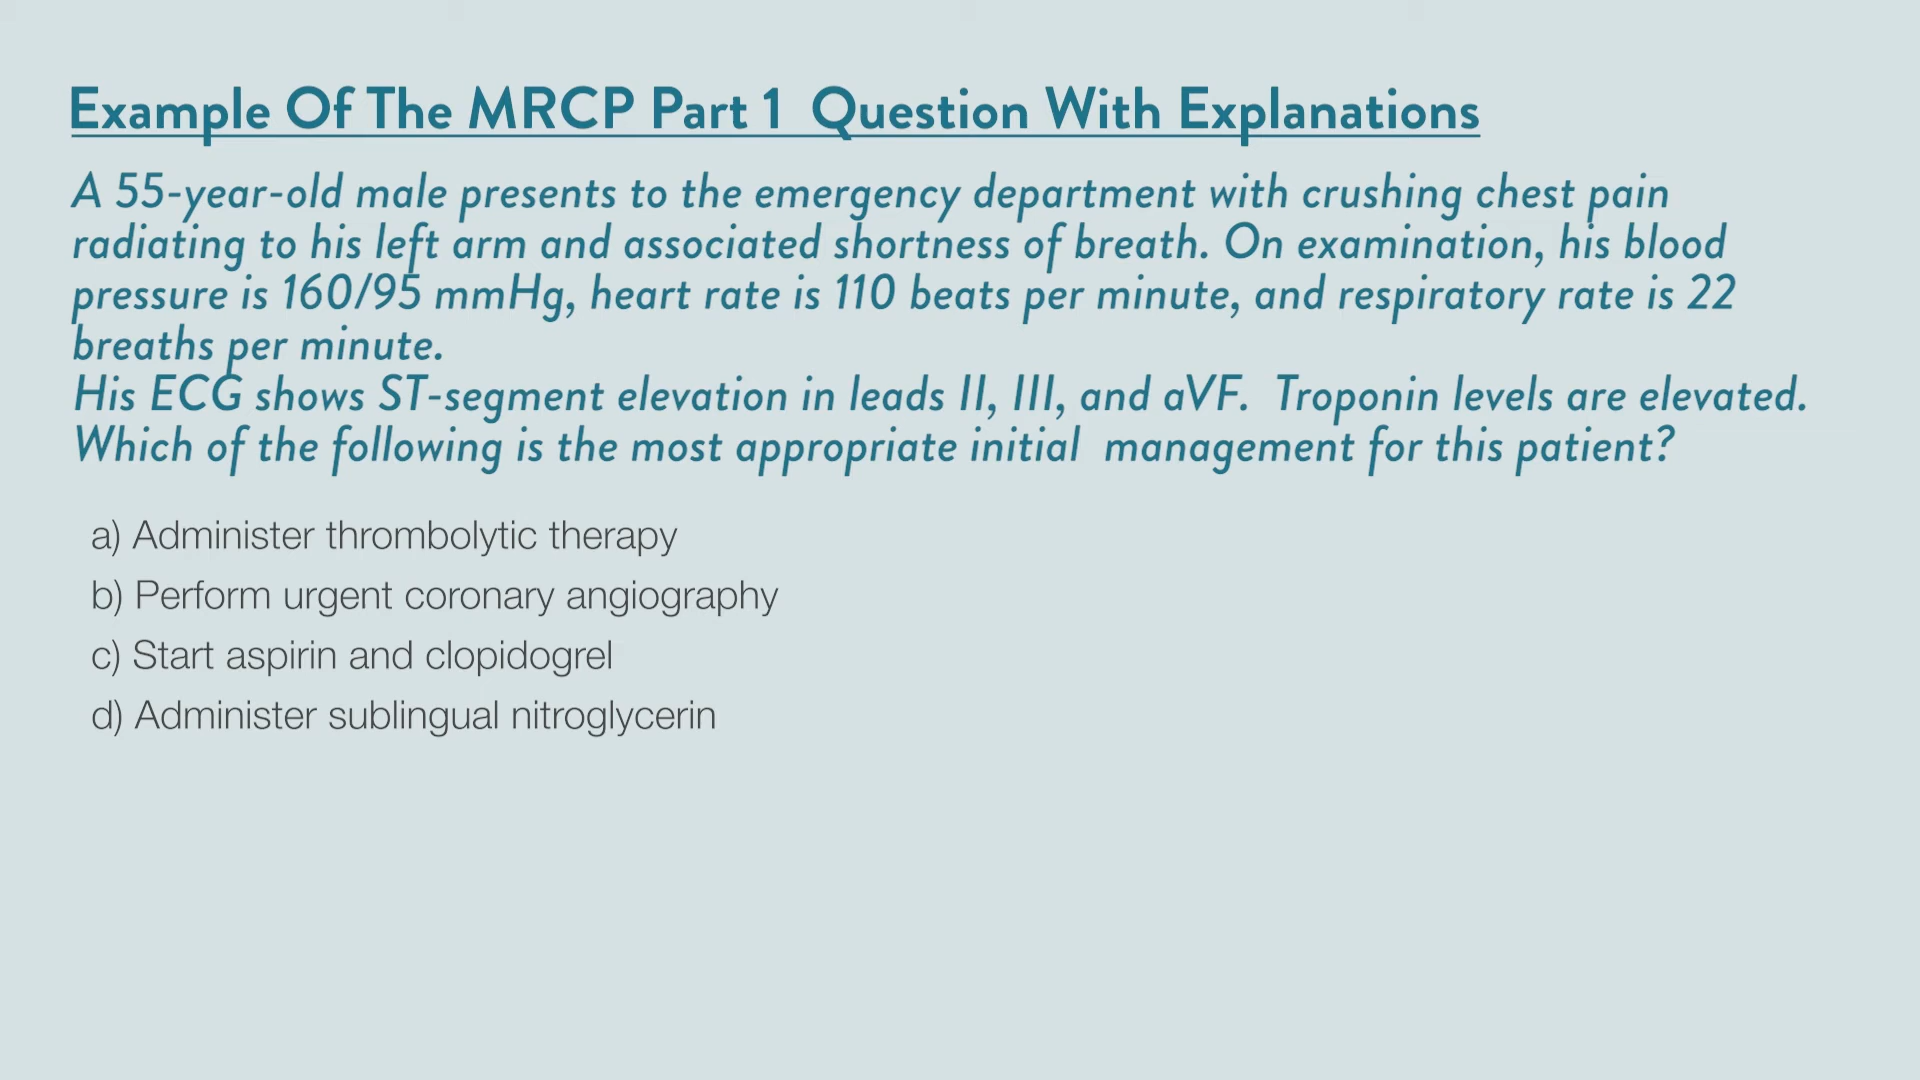 Example Of The MRCP Part 1 Question With Explanations
A 55-year-old male presents to the emergency department with crushing chest pain
radiating to his left arm and associated shortness of breath. On examination, his blood
pressure is 160/95 mmHg, heart rate is 110 beats per minute, and respiratory rate is 22
breaths per minute.
His ECG shows ST-segment elevation in leads II, III, and aVF. Troponin levels are elevated.
Which of the following is the most appropriate initial management for this patient?
a) Administer thrombolytic therapy
b) Perform urgent coronary angiography
c) Start aspirin and clopidogrel
d) Administer sublingual nitroglycerin